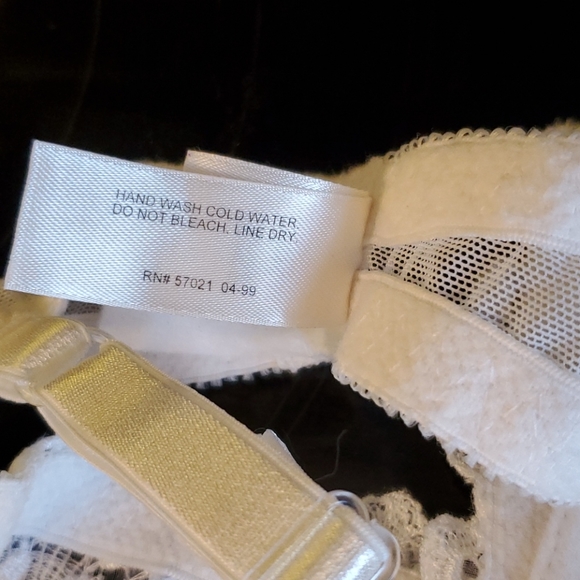 HAND WASH COLD WATER.
DO NOT BLEACH. LINE DRY.
RN# 57021 04-99